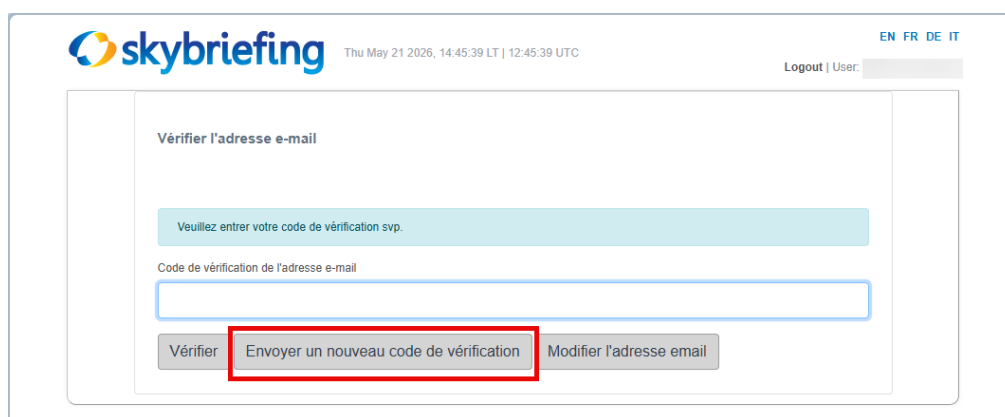 skybriefing
Thu May 21 2026, 14:45:39 LT | 12:45:39 UTC
EN FR DE IT
Logout | User:
Vérifier l'adresse e-mail
Veuillez entrer votre code de vérification svp.
Code de vérification de l'adresse e-mail
Vérifier
Envoyer un nouveau code de vérification
Modifier l'adresse email